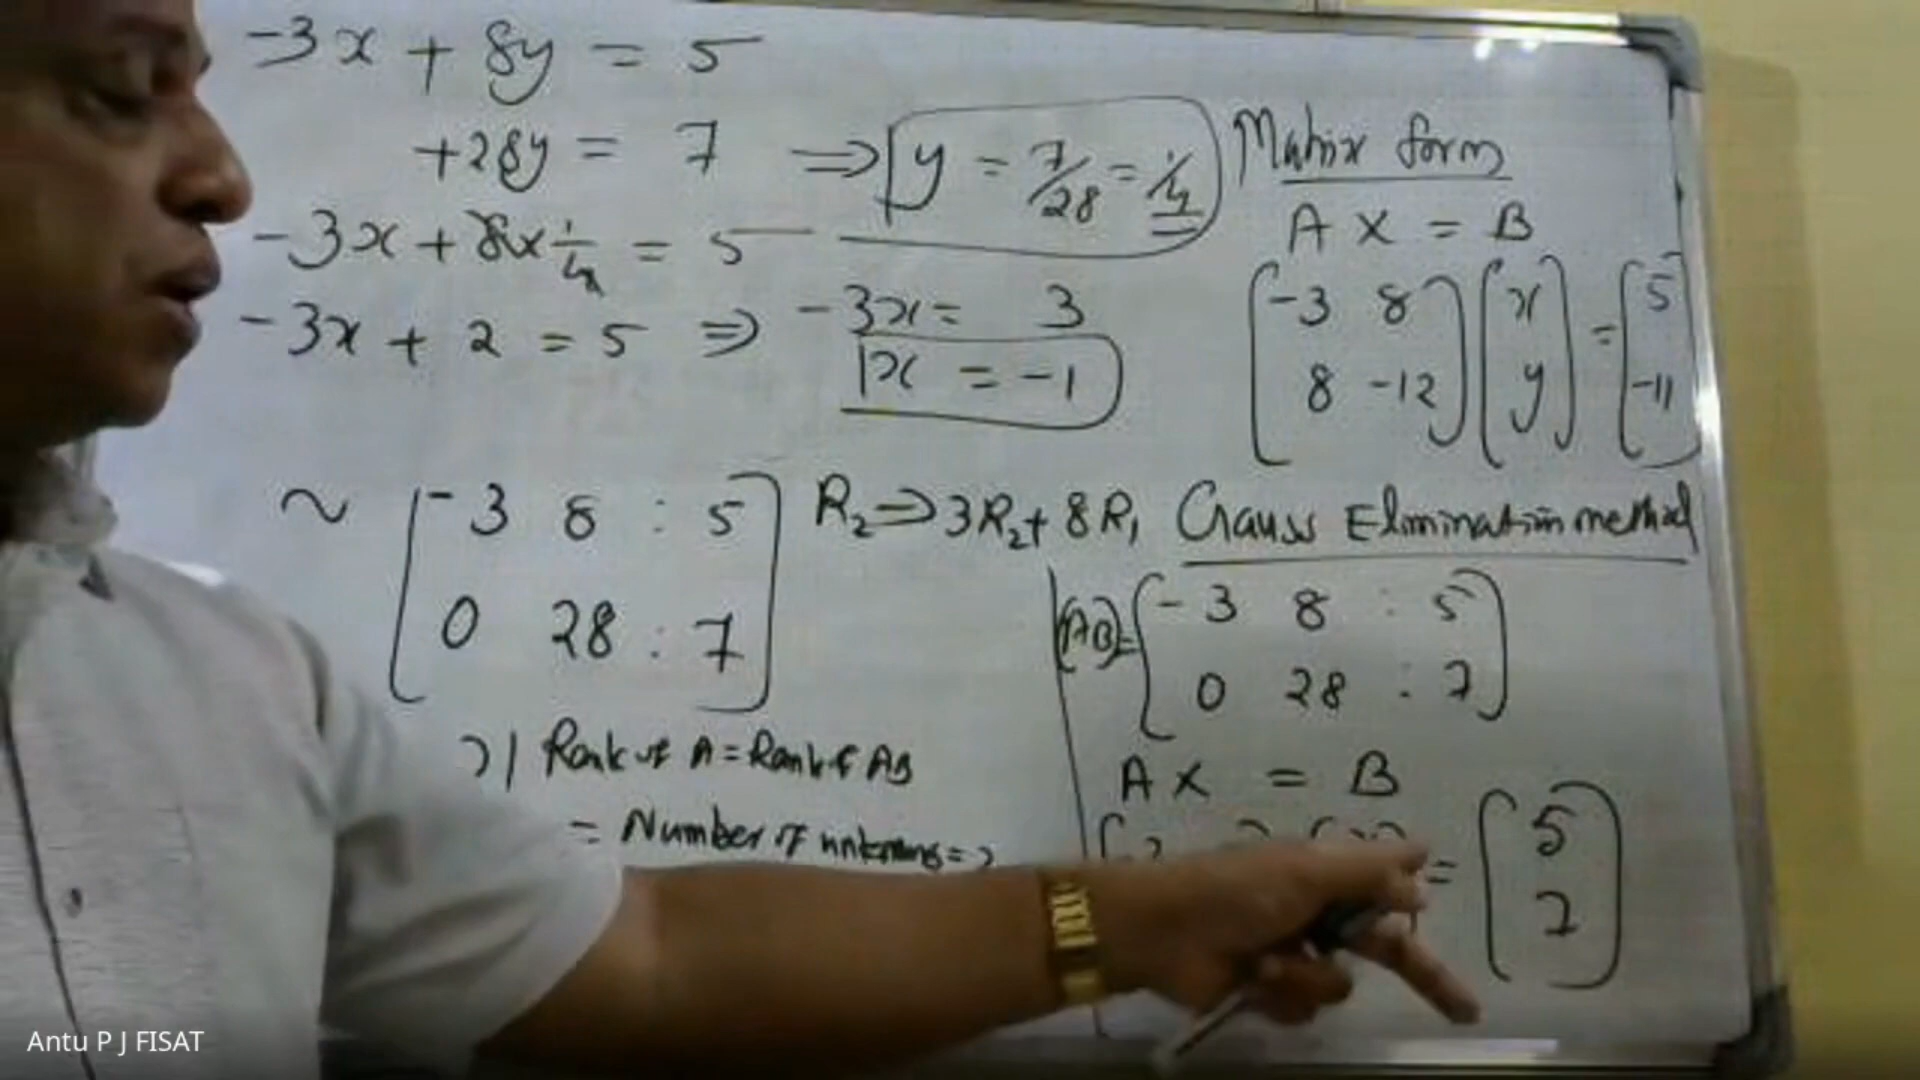 -3x + 8y = 5
+28y = 7 ⇒ y = 7/28 = 1/4
-3x + 8x 1/4 = 5
-3x + 2 = 5 ⇒ -3x = 3
x = -1
Matrix form
A X = B
[-3 8] [x] = [5]
[8 -12] [y] [-11]
~ [-3 8 : 5] R₂ ⇒ 3R₂ + 8R₁
[0 28 : 7]
Rank of A = Rank of AB
= Number of unknowns =
Gauss Elimination method
(AB) = [-3 8 : 5]
[0 28 : 7]
A X = B
= [5]
[7]
Antu P J FISAT